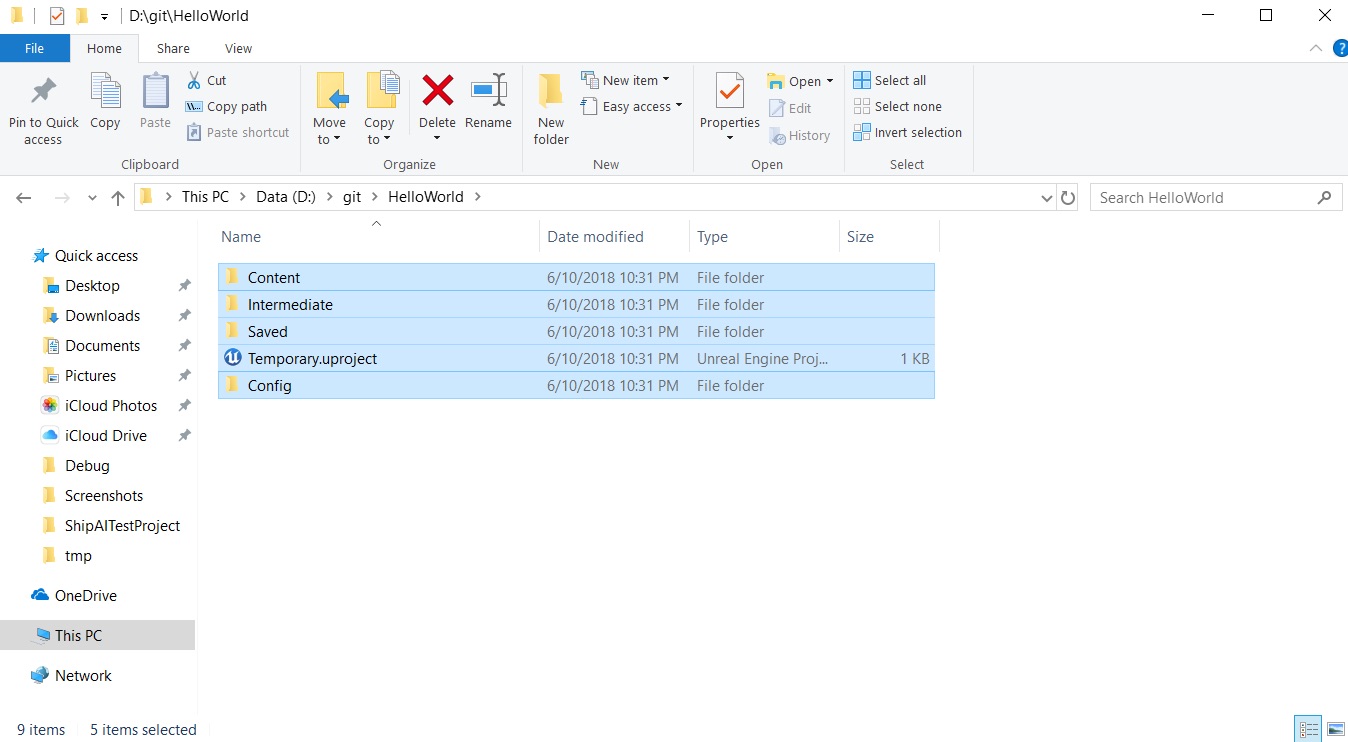 D:\git\HelloWorld
File Home Share View
Pin to Quick access
Copy
Paste
Cut
Copy path
Paste shortcut
Clipboard
Move to
Copy to
Delete
Rename
Organize
New folder
New item
Easy access
New
Properties
Open
Edit
History
Open
Select all
Select none
Invert selection
Select
This PC > Data (D:) > git > HelloWorld >
Search HelloWorld
Name Date modified Type Size
Content 6/10/2018 10:31 PM File folder
Intermediate 6/10/2018 10:31 PM File folder
Saved 6/10/2018 10:31 PM File folder
Temporary.uproject 6/10/2018 10:31 PM Unreal Engine Proj... 1 KB
Config 6/10/2018 10:31 PM File folder
Quick access
Desktop
Downloads
Documents
Pictures
iCloud Photos
iCloud Drive
Debug
Screenshots
ShipAITestProject
tmp
OneDrive
This PC
Network
9 items 5 items selected